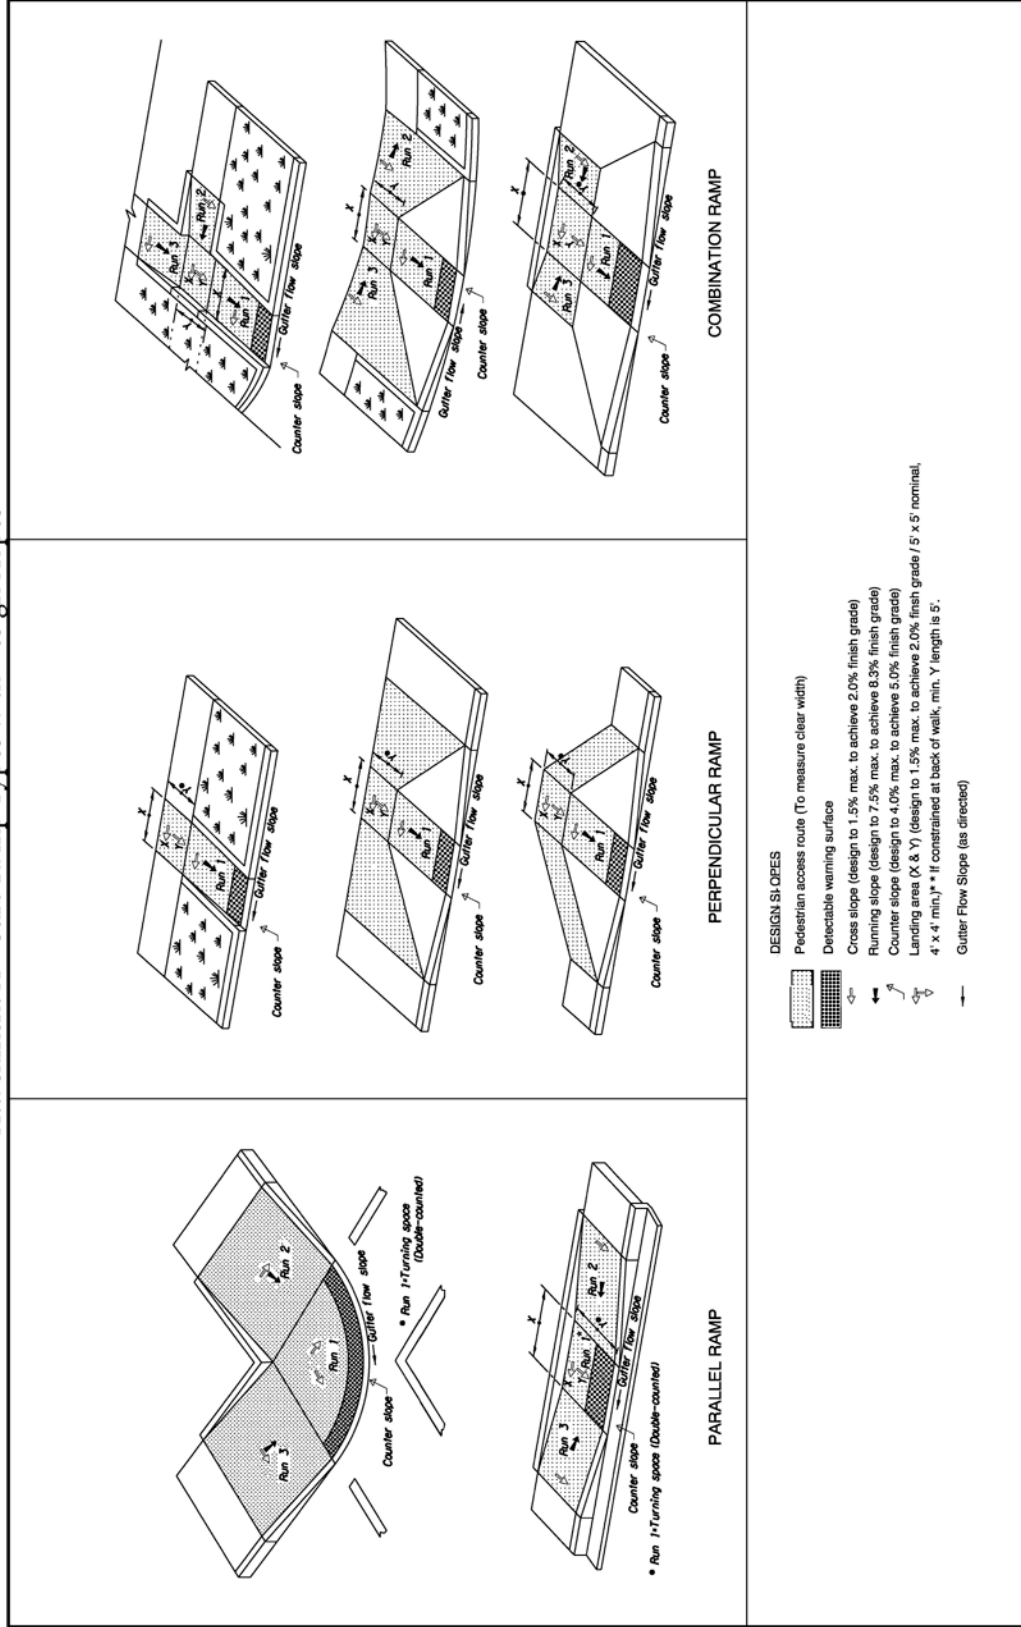 Run 3
Run 1
Run 2
Counter slope
Gutter flow slope
* Run 1=Turning space
(Double-counted)
X
Run 3
X
Y
Run 1*
Y*
Run 2
Counter slope
Gutter flow slope
* Run 1=Turning space (Double-counted)
PARALLEL RAMP
X
X
Y
Y*
Run 1
Counter slope
Gutter flow slope
X
X
Y
Y*
Run 1
Counter slope
Gutter flow slope
X
X
Y
Y*
Run 1
Counter slope
Gutter flow slope
PERPENDICULAR RAMP
Run 3
Y
X
Y
Run 2
X
Run 1
Counter slope
Gutter flow slope
X
Run 3
X
Y
Y
Run 2
Run 1
Gutter flow slope
Counter slope
X
Run 3
X
Y
Y*
Run 2
Run 1
Counter slope
Gutter flow slope
COMBINATION RAMP
DESIGN SLOPES
Pedestrian access route (To measure clear width)
Detectable warning surface
Cross slope (design to 1.5% max. to achieve 2.0% finish grade)
Running slope (design to 7.5% max. to achieve 8.3% finish grade)
Counter slope (design to 4.0% max. to achieve 5.0% finish grade)
Landing area (X & Y) (design to 1.5% max. to achieve 2.0% finsh grade / 5' x 5' nominal,
4' x 4' min.)* * If constrained at back of walk, min. Y length is 5'.
Gutter Flow Slope (as directed)